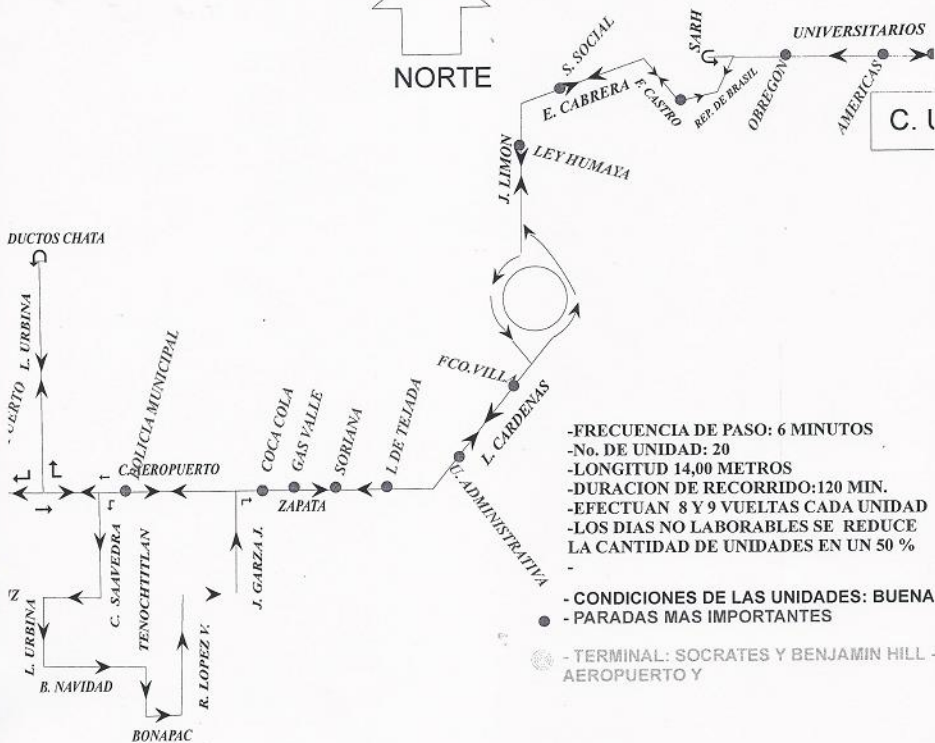 NORTE
S. SOCIAL
E. CABRERA
F. CASTRO
REP. DE BRASIL
SARH
UNIVERSITARIOS
OBREGON
AMERICAS
C. U
J. LIMON
LEY HUMAYA
DUCTOS CHATA
L. URBINA
UERTO
BOLICIA MUNICIPAL
C.AEROPUERTO
COCA COLA
GAS VALLE
SORIANA
ZAPATA
FCO.VILLA
L. CARDENAS
U. ADMINISTRATIVA
C. SAAVEDRA
TENOCHTITLAN
J. GARZA J.
L. URBINA
B. NAVIDAD
R. LOPEZ V.
BONAPAC
-FRECUENCIA DE PASO: 6 MINUTOS
-No. DE UNIDAD: 20
-LONGITUD 14,00 METROS
-DURACION DE RECORRIDO:120 MIN.
-EFECTUAN 8 Y 9 VUELTAS CADA UNIDAD
-LOS DIAS NO LABORABLES SE REDUCE
LA CANTIDAD DE UNIDADES EN UN 50 %
-
- CONDICIONES DE LAS UNIDADES: BUENA
- PARADAS MAS IMPORTANTES
- TERMINAL: SOCRATES Y BENJAMIN HILL -
AEROPUERTO Y